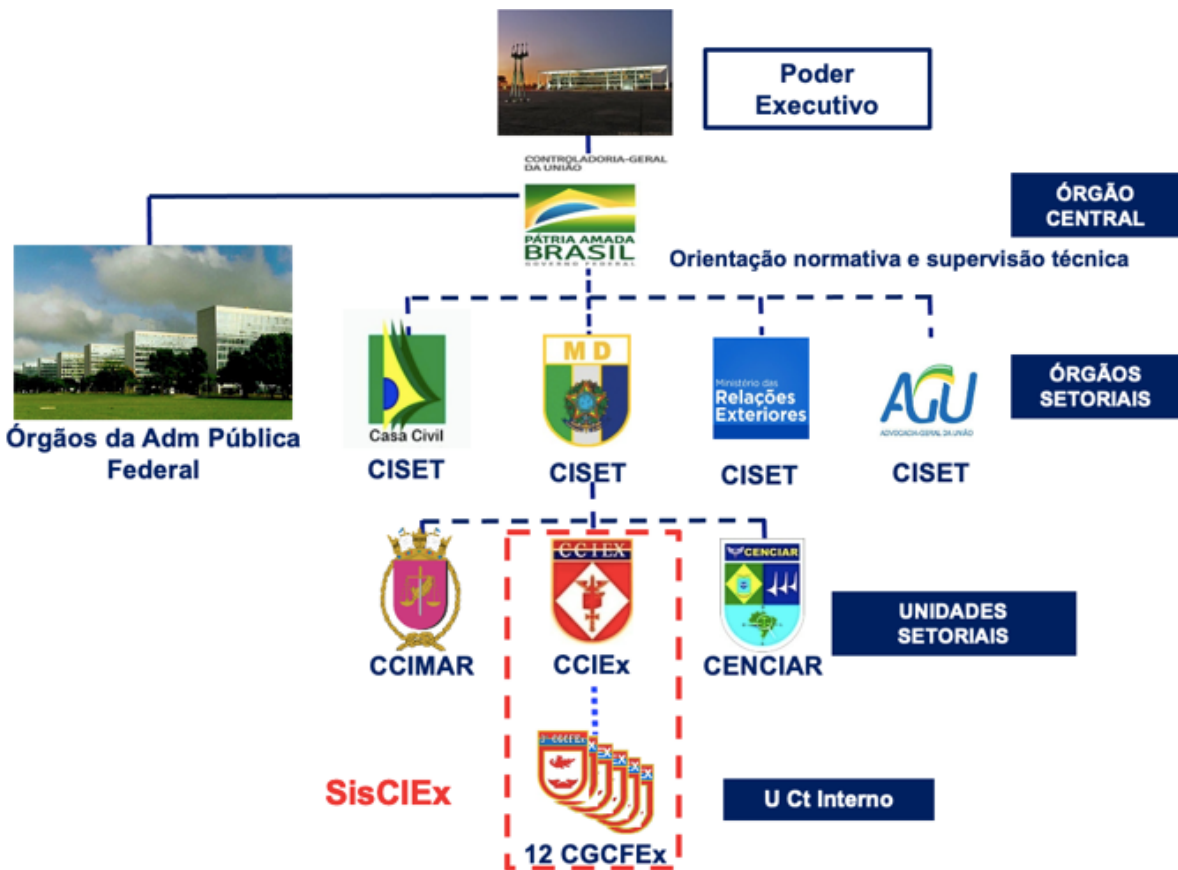 Poder
Executivo
CONTROLADORIA-GERAL
DA UNIÃO
PÁTRIA AMADA
BRASIL
GOVERNO FEDERAL
ÓRGÃO
CENTRAL
Orientação normativa e supervisão técnica
Órgãos da Adm Pública
Federal
Casa Civil
CISET
MD
CISET
Ministério das
Relações
Exteriores
CISET
AGU
ADVOCACIA-GERAL DA UNIÃO
CISET
ÓRGÃOS
SETORIAIS
CCIMAR
CCIEX
CCIEx
CENCIAR
CENCIAR
UNIDADES
SETORIAIS
SisCIEx
CGCFEx
12 CGCFEx
U Ct Interno